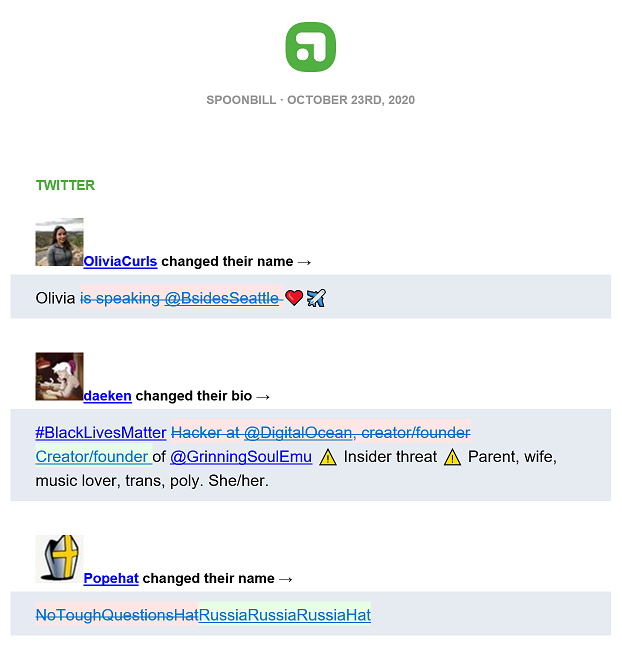 SPOONBILL · OCTOBER 23RD, 2020
TWITTER
OliviaCurls changed their name →
Olivia is speaking @BsidesSeattle ❤️✈️
daeken changed their bio →
#BlackLivesMatter Hacker at @DigitalOcean, creator/founder
Creator/founder of @GrinningSoulEmu ⚠️ Insider threat ⚠️ Parent, wife,
music lover, trans, poly. She/her.
Popehat changed their name →
NoToughQuestionsHatRussiaRussiaRussiaHat